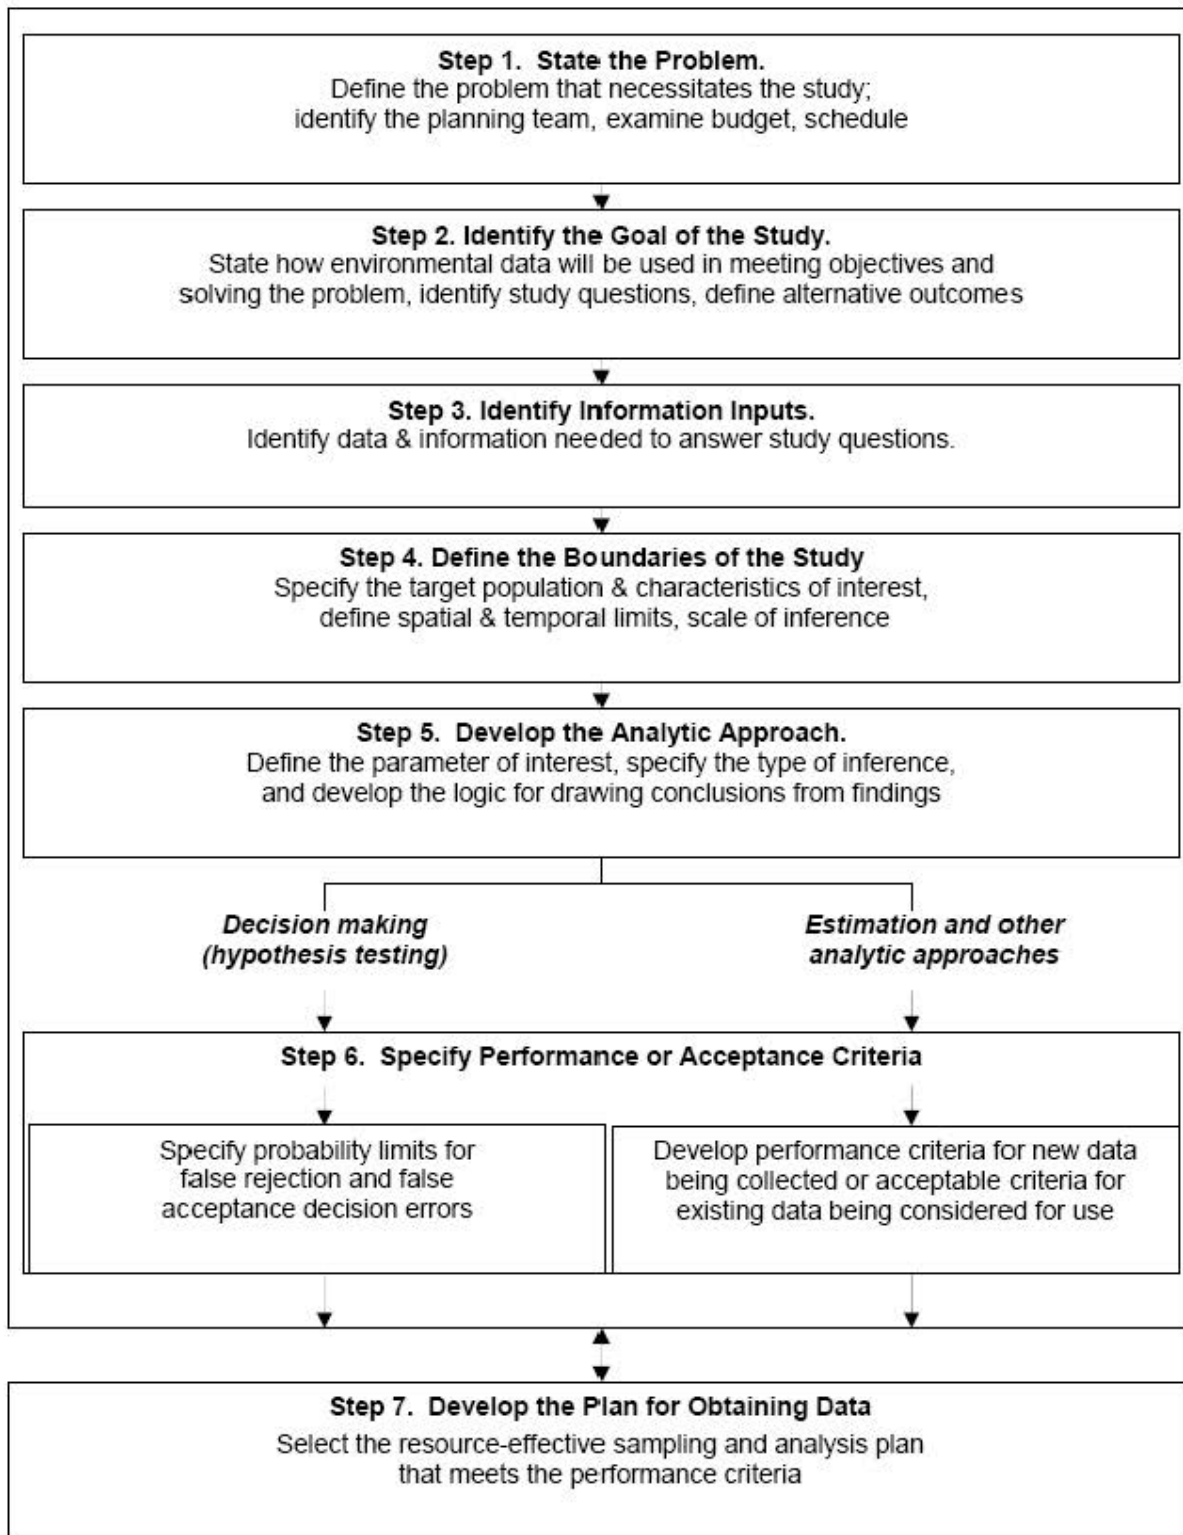 Step 1.  State the Problem.
Define the problem that necessitates the study;
identify the planning team, examine budget, schedule
Step 2. Identify the Goal of the Study.
State how environmental data will be used in meeting objectives and
solving the problem, identify study questions, define alternative outcomes
Step 3. Identify Information Inputs.
Identify data & information needed to answer study questions.
Step 4. Define the Boundaries of the Study
Specify the target population & characteristics of interest,
define spatial & temporal limits, scale of inference
Step 5.  Develop the Analytic Approach.
Define the parameter of interest, specify the type of inference,
and develop the logic for drawing conclusions from findings
Decision making
(hypothesis testing)
Estimation and other
analytic approaches
Step 6.  Specify Performance or Acceptance Criteria
Specify probability limits for
false rejection and false
acceptance decision errors
Develop performance criteria for new data
being collected or acceptable criteria for
existing data being considered for use
Step 7.  Develop the Plan for Obtaining Data
Select the resource-effective sampling and analysis plan
that meets the performance criteria